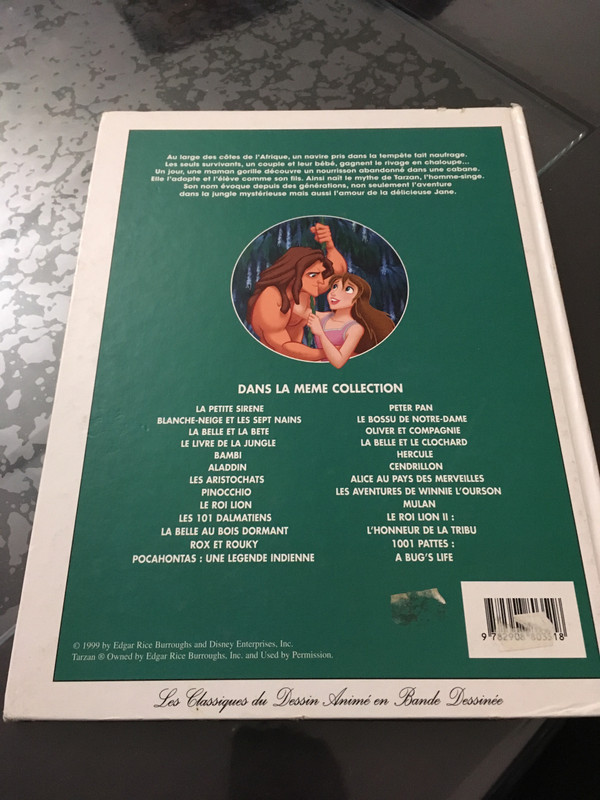 Au large des côtes de l'Afrique, un navire pris dans la tempête fait naufrage.
Les seuls survivants, un couple et leur bébé, gagnent le rivage en chaloupe...
Un jour, une maman gorille découvre un nourrisson abandonné dans une cabane.
Elle l'adopte et l'élève comme son fils. Ainsi naît le mythe de Tarzan, l'homme-singe.
Son nom évoque depuis des générations, non seulement l'aventure
dans la jungle mystérieuse mais aussi l'amour de la délicieuse Jane.
DANS LA MEME COLLECTION
LA PETITE SIRENE
BLANCHE-NEIGE ET LES SEPT NAINS
LA BELLE ET LA BETE
LE LIVRE DE LA JUNGLE
BAMBI
ALADDIN
LES ARISTOCHATS
PINOCCHIO
LE ROI LION
LES 101 DALMATIENS
LA BELLE AU BOIS DORMANT
ROX ET ROUKY
POCAHONTAS : UNE LEGENDE INDIENNE
PETER PAN
LE BOSSU DE NOTRE-DAME
OLIVER ET COMPAGNIE
LA BELLE ET LE CLOCHARD
HERCULE
CENDRILLON
ALICE AU PAYS DES MERVEILLES
LES AVENTURES DE WINNIE L'OURSON
MULAN
LE ROI LION II :
L'HONNEUR DE LA TRIBU
1001 PATTES :
A BUG'S LIFE
© 1999 by Edgar Rice Burroughs and Disney Enterprises, Inc.
Tarzan ® Owned by Edgar Rice Burroughs, Inc. and Used by Permission.
9 782908 803518
Les Classiques du Dessin Animé en Bande Dessinée